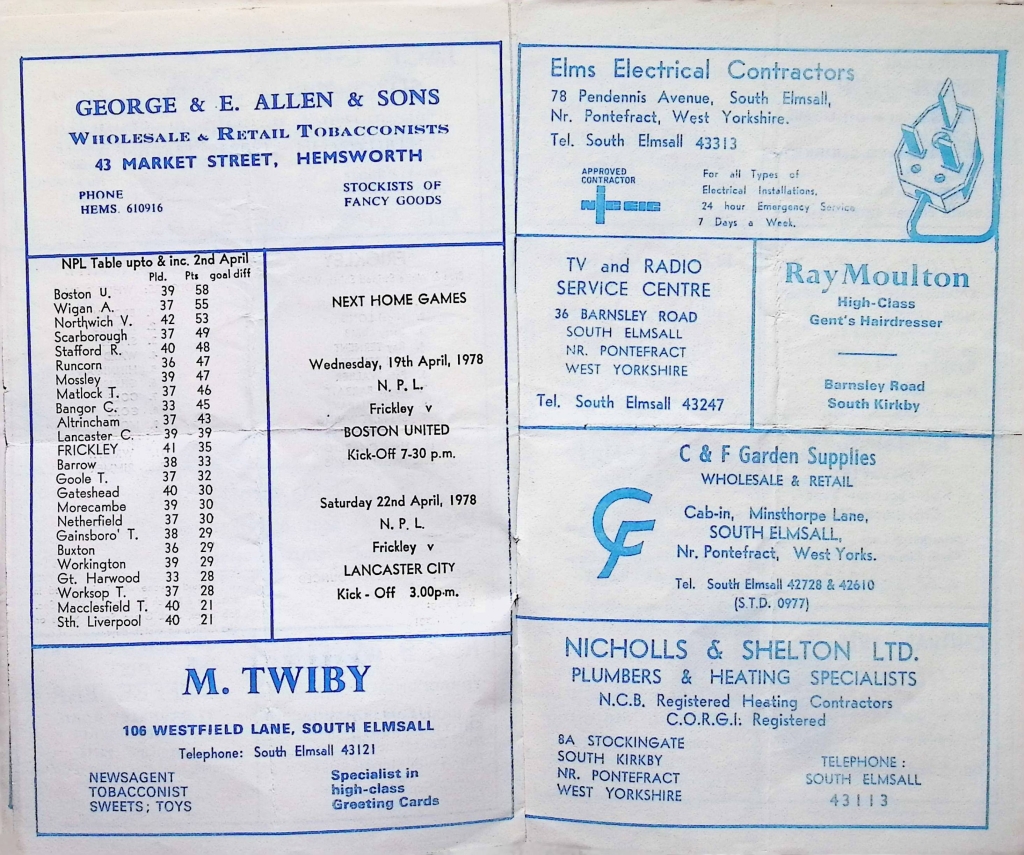 GEORGE & E. ALLEN & SONS
WHOLESALE & RETAIL TOBACCONISTS
43 MARKET STREET, HEMSWORTH
PHONE
HEMS. 610916
STOCKISTS OF
FANCY GOODS
NPL Table upto & inc. 2nd April
Pld. Pts goal diff
Boston U. 39 58
Wigan A. 37 55
Northwich V. 42 53
Scarborough 37 49
Stafford R. 40 48
Runcorn 36 47
Mossley 39 47
Matlock T. 37 46
Bangor C. 33 45
Altrincham 37 43
Lancaster C. 39 39
FRICKLEY 41 35
Barrow 38 33
Goole T. 37 32
Gateshead 40 30
Morecambe 39 30
Netherfield 37 30
Gainsboro' T. 38 29
Buxton 36 29
Workington 39 29
Gt. Harwood 33 28
Worksop T. 37 28
Macclesfield T. 40 21
Sth. Liverpool 40 21
NEXT HOME GAMES
Wednesday, 19th April, 1978
N. P. L.
Frickley v
BOSTON UNITED
Kick-Off 7-30 p.m.
Saturday 22nd April, 1978
N. P. L.
Frickley v
LANCASTER CITY
Kick - Off 3.00p.m.
M. TWIBY
106 WESTFIELD LANE, SOUTH ELMSALL
Telephone: South Elmsall 43121
NEWSAGENT
TOBACCONIST
SWEETS; TOYS
Specialist in
high-class
Greeting Cards
Elms Electrical Contractors
78 Pendennis Avenue, South Elmsall,
Nr. Pontefract, West Yorkshire.
Tel. South Elmsall 43313
APPROVED
CONTRACTOR
NICEIC
For all Types of
Electrical Installations,
24 hour Emergency Service
7 Days a Week.
TV and RADIO
SERVICE CENTRE
36 BARNSLEY ROAD
SOUTH ELMSALL
NR. PONTEFRACT
WEST YORKSHIRE
Tel. South Elmsall 43247
Ray Moulton
High-Class
Gent's Hairdresser
Barnsley Road
South Kirkby
C & F Garden Supplies
WHOLESALE & RETAIL
CF
Cab-in, Minsthorpe Lane,
SOUTH ELMSALL,
Nr. Pontefract, West Yorks.
Tel. South Elmsall 42728 & 42610
(S.T.D. 0977)
NICHOLLS & SHELTON LTD.
PLUMBERS & HEATING SPECIALISTS
N.C.B. Registered Heating Contractors
C.O.R.G.I: Registered
8A STOCKINGATE
SOUTH KIRKBY
NR. PONTEFRACT
WEST YORKSHIRE
TELEPHONE :
SOUTH ELMSALL
43113